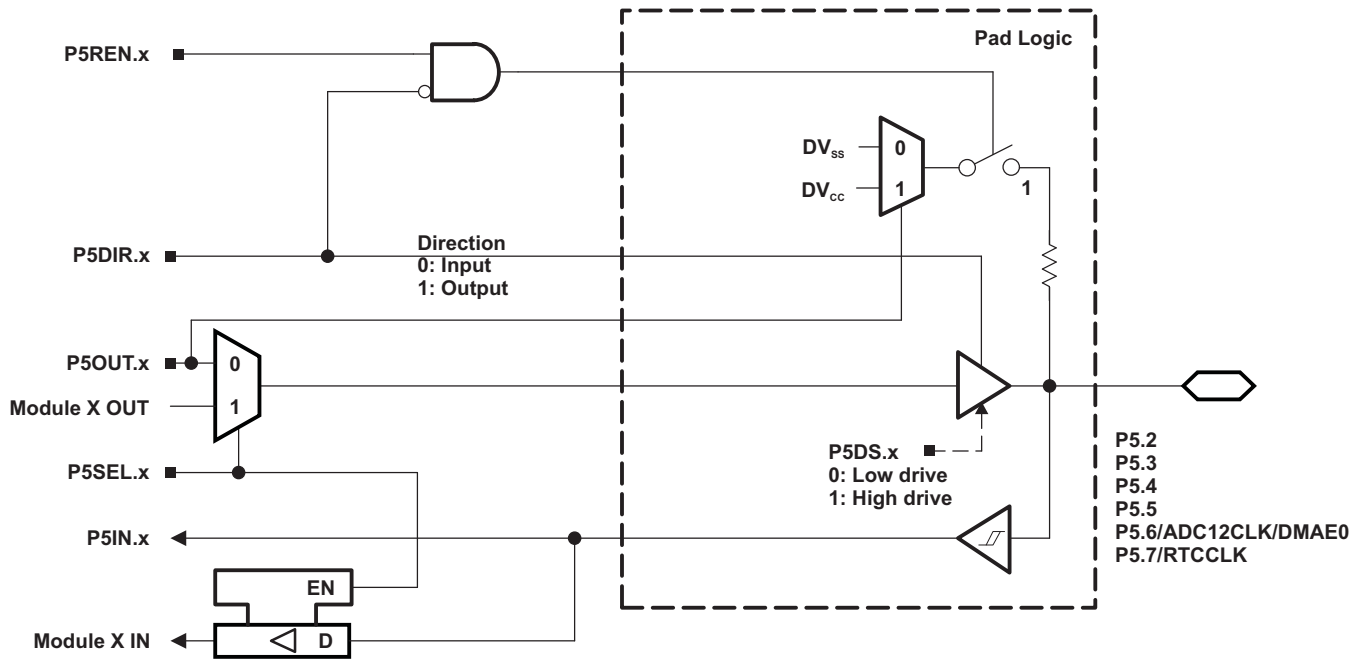 Pad Logic
P5REN.x
DVss
0
DVcc
1
1
P5DIR.x
Direction
0: Input
1: Output
P5OUT.x
0
Module X OUT
1
P5DS.x
0: Low drive
1: High drive
P5SEL.x
P5.2
P5.3
P5.4
P5.5
P5.6/ADC12CLK/DMAE0
P5.7/RTCCLK
P5IN.x
EN
Module X IN
D